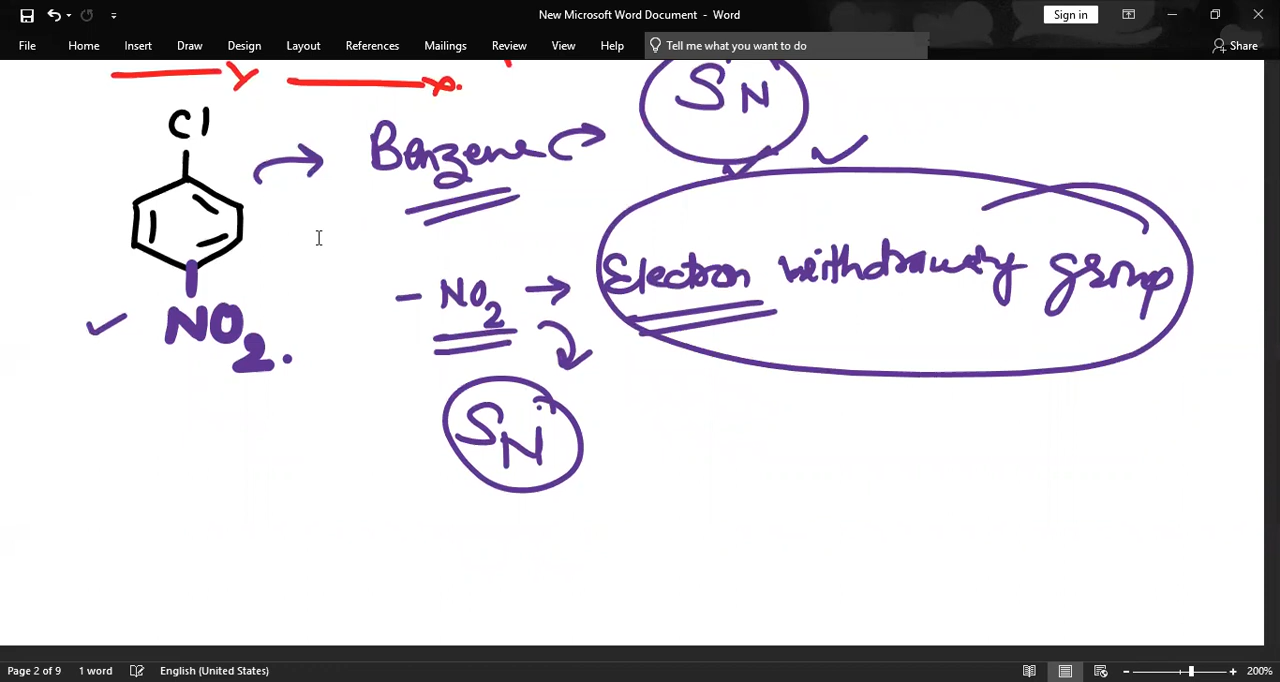 New Microsoft Word Document - Word
Sign in
File Home Insert Draw Design Layout References Mailings Review View Help Tell me what you want to do Share
Cl
Benzene
SN
NO2.
- NO2
Electron withdrawing group
SN
Page 2 of 9 1 word English (United States) 200%